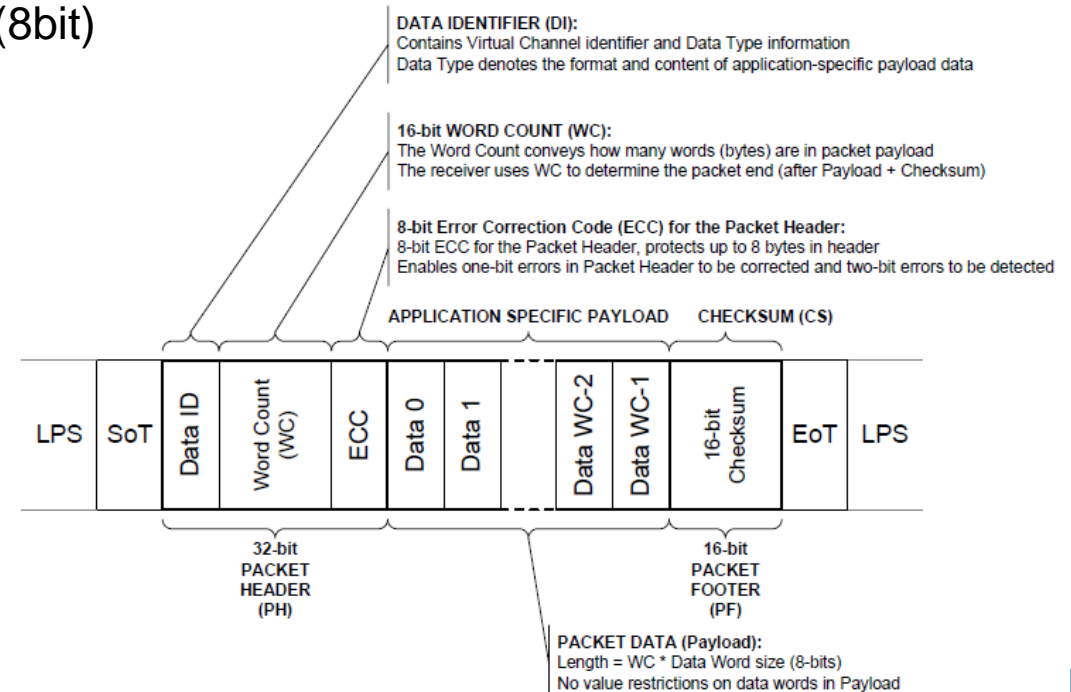 (8bit)
DATA IDENTIFIER (DI):
Contains Virtual Channel identifier and Data Type information
Data Type denotes the format and content of application-specific payload data
16-bit WORD COUNT (WC):
The Word Count conveys how many words (bytes) are in packet payload
The receiver uses WC to determine the packet end (after Payload + Checksum)
8-bit Error Correction Code (ECC) for the Packet Header:
8-bit ECC for the Packet Header, protects up to 8 bytes in header
Enables one-bit errors in Packet Header to be corrected and two-bit errors to be detected
APPLICATION SPECIFIC PAYLOAD
CHECKSUM (CS)
LPS
SoT
Data ID
Word Count
(WC)
ECC
Data 0
Data 1
Data WC-2
Data WC-1
16-bit
Checksum
EoT
LPS
32-bit
PACKET
HEADER
(PH)
16-bit
PACKET
FOOTER
(PF)
PACKET DATA (Payload):
Length = WC * Data Word size (8-bits)
No value restrictions on data words in Payload